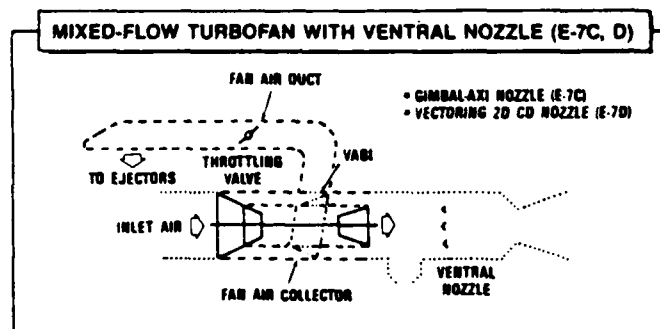 MIXED-FLOW TURBOFAN WITH VENTRAL NOZZLE (E-7C, D)
FAN AIR DUCT
• GIMBAL-AXI NOZZLE (E-7C)
• VECTORING 2D CD NOZZLE (E-7D)
THROTTLING
VALVE
VABI
TO EJECTORS
INLET AIR
VENTRAL
NOZZLE
FAN AIR COLLECTOR